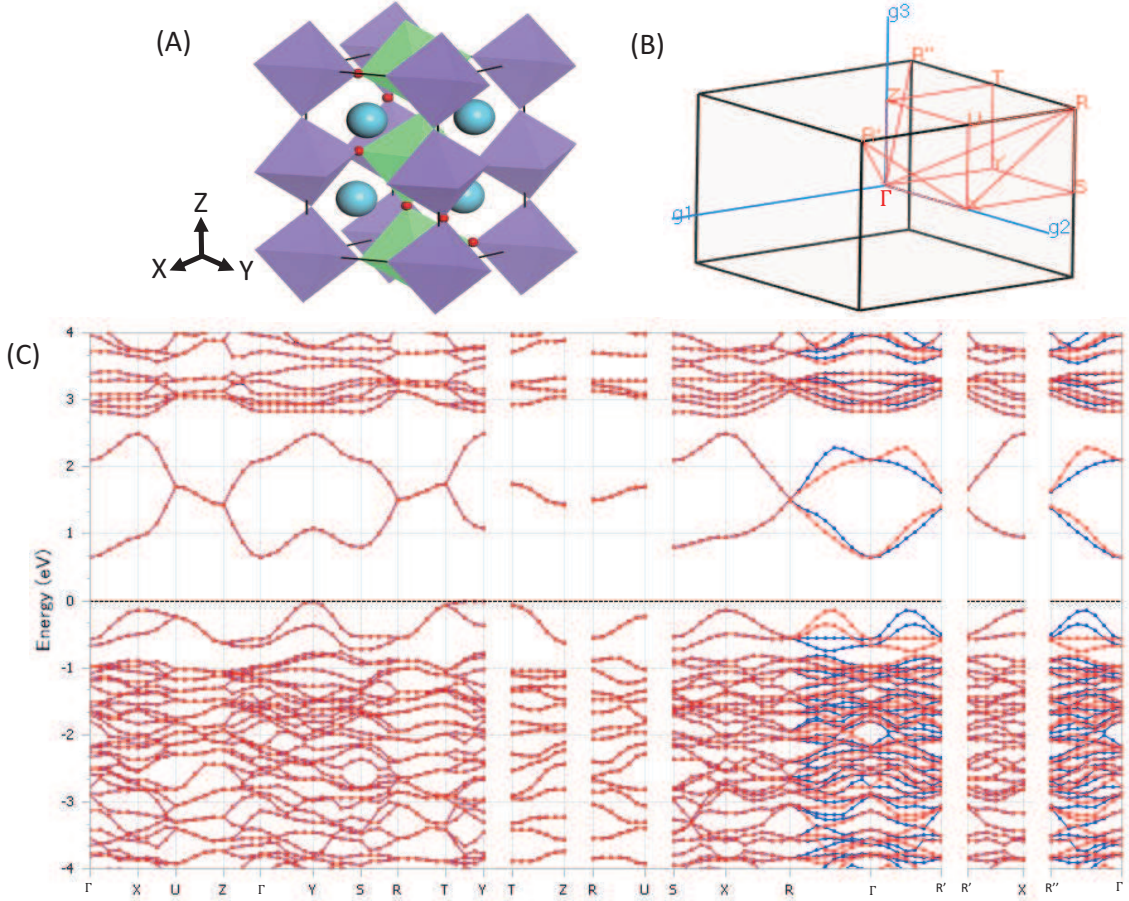 (A)
Z
X
Y
(B)
g3
R''
T
Z
U
R
R'
Γ
S
g1
g2
(C)
Energy (eV)
4
3
2
1
0
-1
-2
-3
-4
Γ X U Z Γ Y S R T Y T Z R U S X R Γ R' R' X R'' Γ